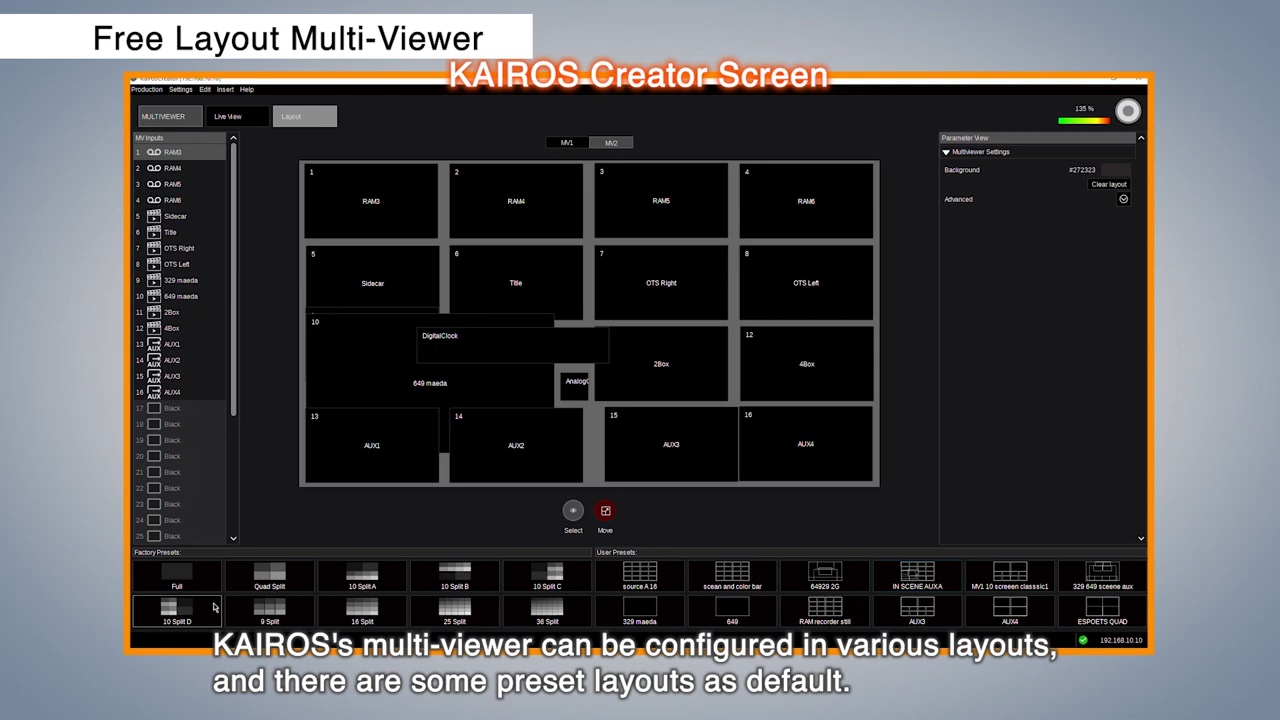 Free Layout Multi-Viewer
KAIROS Creator Screen
Production Settings Edit Insert Help
MULTIVIEWER Live View Layout
135 %
MV Inputs
1 RAM3
2 RAM4
3 RAM5
4 RAM6
5 Sidecar
6 Title
7 OTS Right
8 OTS Left
9 329 maeda
10 649 maeda
11 2Box
12 4Box
13 AUX AUX1
14 AUX AUX2
15 AUX AUX3
16 AUX AUX4
17 Black
18 Black
19 Black
20 Black
21 Black
22 Black
23 Black
24 Black
25 Black
MV1 MV2
1 RAM3
2 RAM4
3 RAM5
4 RAM6
5 Sidecar
6 Title
7 OTS Right
8 OTS Left
10 649 maeda
DigitalClock
AnalogC
2Box
12 4Box
13 AUX1
14 AUX2
15 AUX3
16 AUX4
Select Move
Parameter View
Multiviewer Settings
Background #272323
Clear layout
Advanced
Factory Presets: User Presets:
Full Quad Split 10 Split A 10 Split B 10 Split C source A 16 scean and color bar 64929 2G IN SCENE AUX A MV1 10 screeen classsic1 329 649 sceene aux
10 Split D 9 Split 16 Split 25 Split 36 Split 329 maeda 649 RAM recorder still AUX3 AUX4 ESPOETS QUAD
192.168.10.10
KAIROS's multi-viewer can be configured in various layouts,
and there are some preset layouts as default.